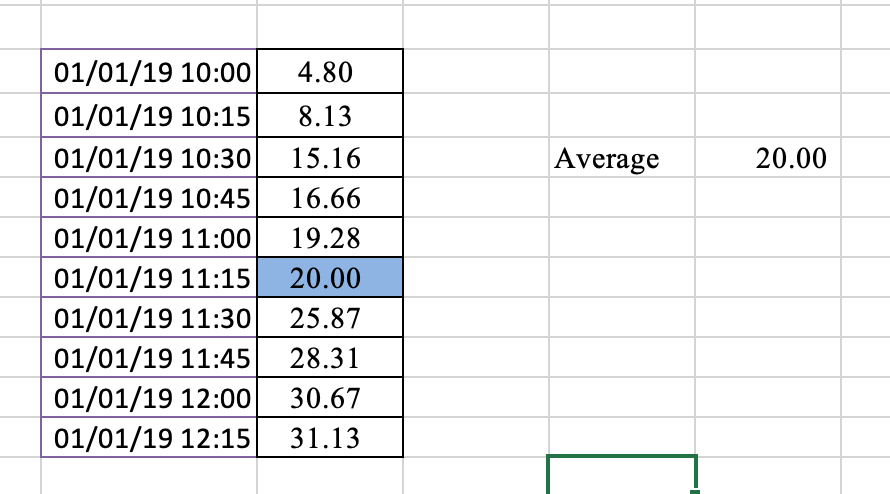 01/01/19 10:00 4.80
01/01/19 10:15 8.13
01/01/19 10:30 15.16 Average 20.00
01/01/19 10:45 16.66
01/01/19 11:00 19.28
01/01/19 11:15 20.00
01/01/19 11:30 25.87
01/01/19 11:45 28.31
01/01/19 12:00 30.67
01/01/19 12:15 31.13